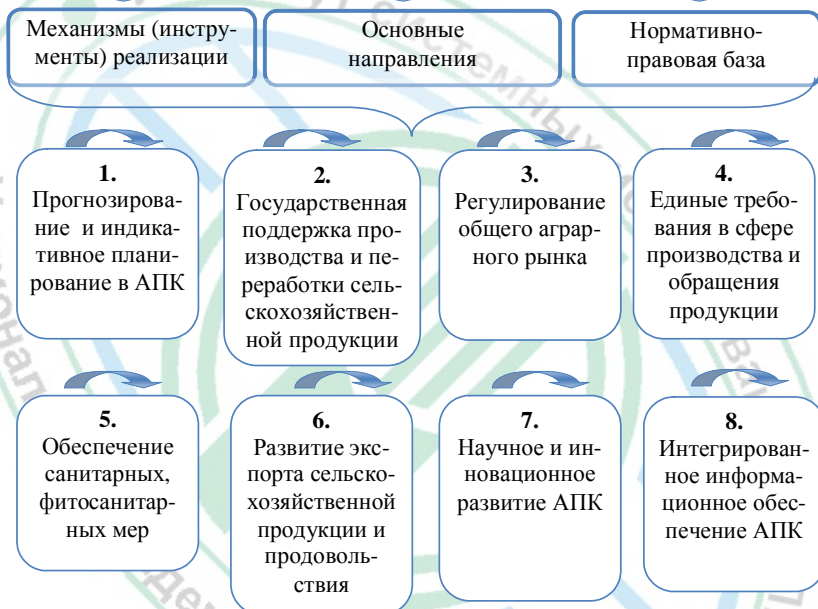 Механизмы (инстру-
менты) реализации
Основные
направления
Нормативно-
правовая база
1.
Прогнозирова-
ние и индика-
тивное плани-
рование в АПК
2.
Государственная
поддержка про-
изводства и пе-
реработки сель-
скохозяйствен-
ной продукции
3.
Регулирование
общего аграр-
ного рынка
4.
Единые требо-
вания в сфере
производства и
обращения
продукции
5.
Обеспечение
санитарных,
фитосанитар-
ных мер
6.
Развитие экс-
порта сельско-
хозяйственной
продукции и
продоволь-
ствия
7.
Научное и ин-
новационное
развитие АПК
8.
Интегрирован-
ное информа-
ционное обес-
печение АПК